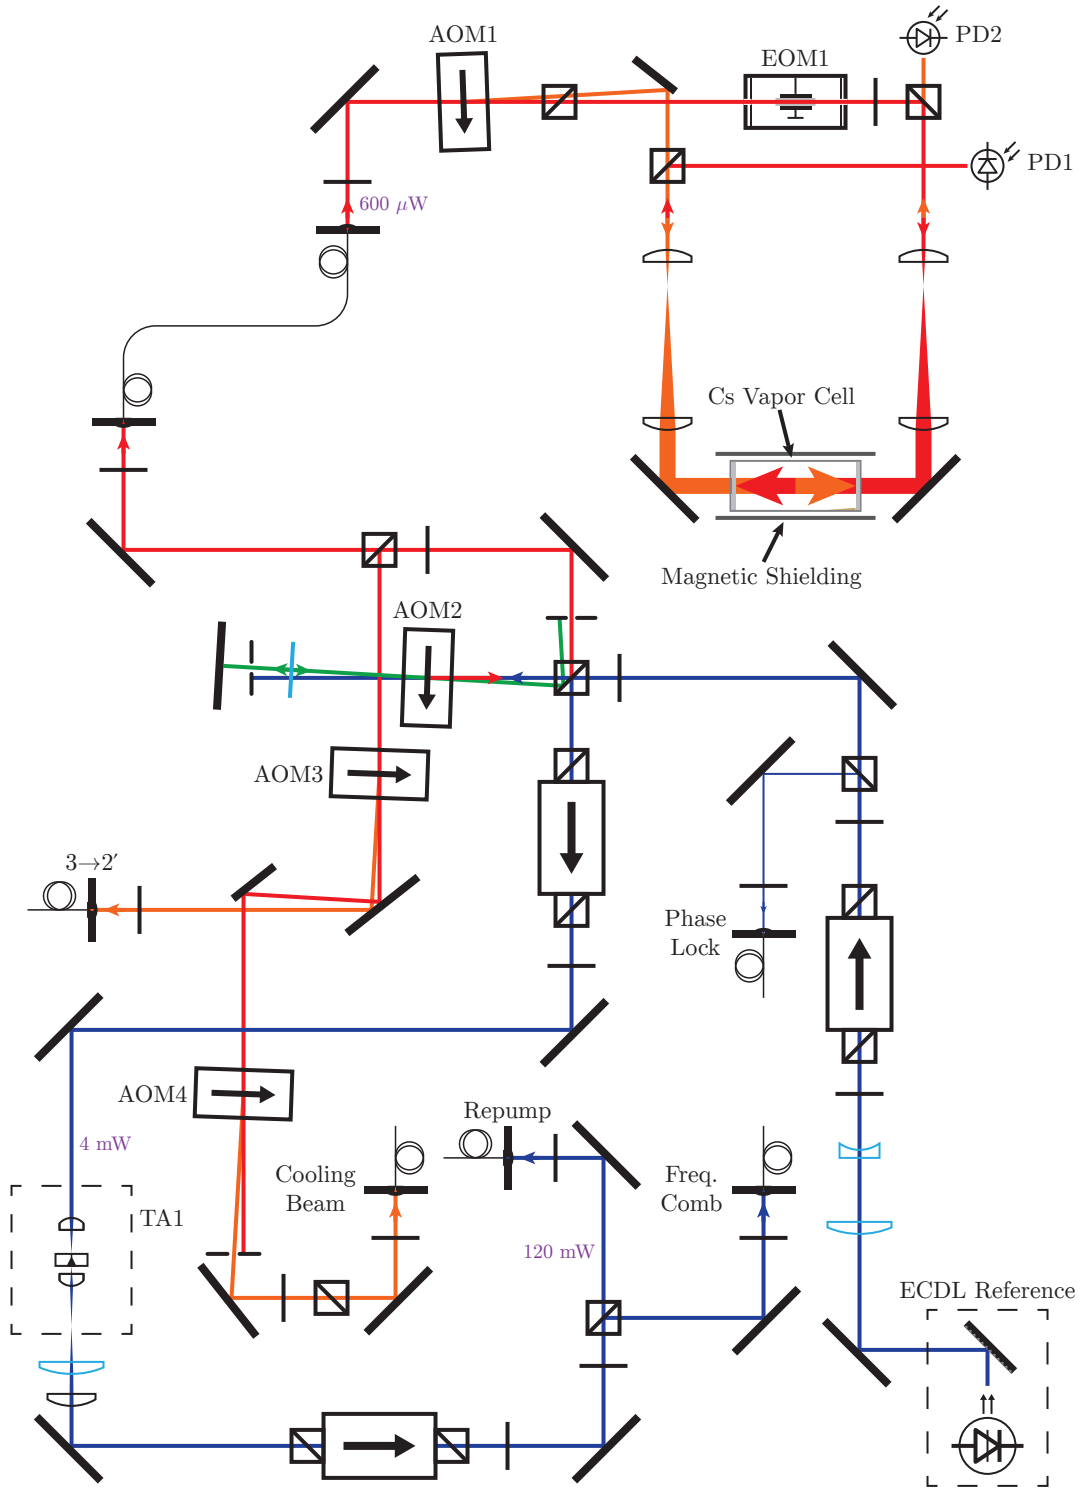 AOM1
PD2
EOM1
PD1
600 μW
Cs Vapor Cell
Magnetic Shielding
AOM2
AOM3
3→2′
Phase
Lock
AOM4
Repump
4 mW
Cooling
Beam
Freq.
Comb
TA1
120 mW
ECDL Reference